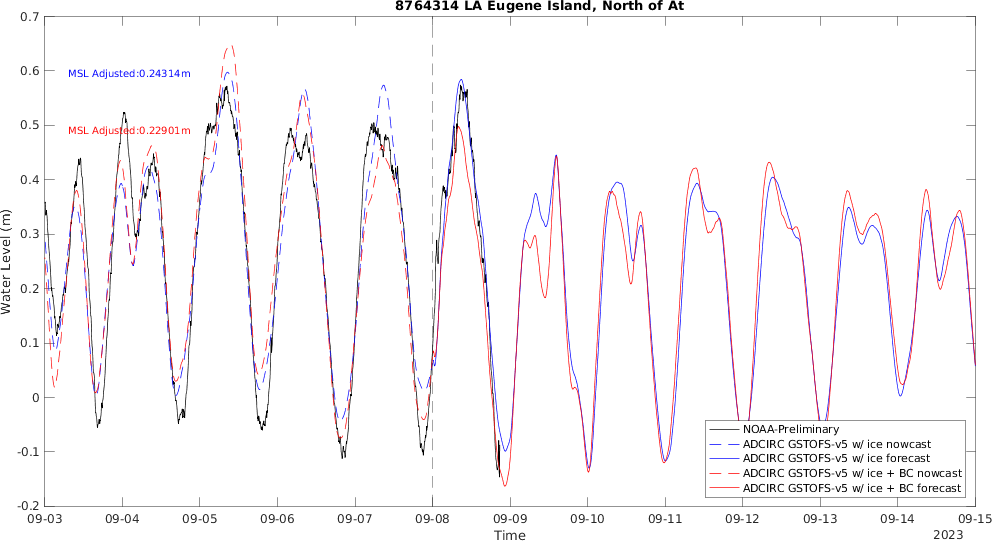 8764314 LA Eugene Island, North of At
0.7
0.6
0.5
0.4
0.3
0.2
0.1
0
-0.1
-0.2
Water Level (m)
MSL Adjusted:0.24314m
MSL Adjusted:0.22901m
NOAA-Preliminary
ADCIRC GSTOFS-v5 w/ ice nowcast
ADCIRC GSTOFS-v5 w/ ice forecast
ADCIRC GSTOFS-v5 w/ ice + BC nowcast
ADCIRC GSTOFS-v5 w/ ice + BC forecast
09-03 09-04 09-05 09-06 09-07 09-08 09-09 09-10 09-11 09-12 09-13 09-14 09-15
Time
2023